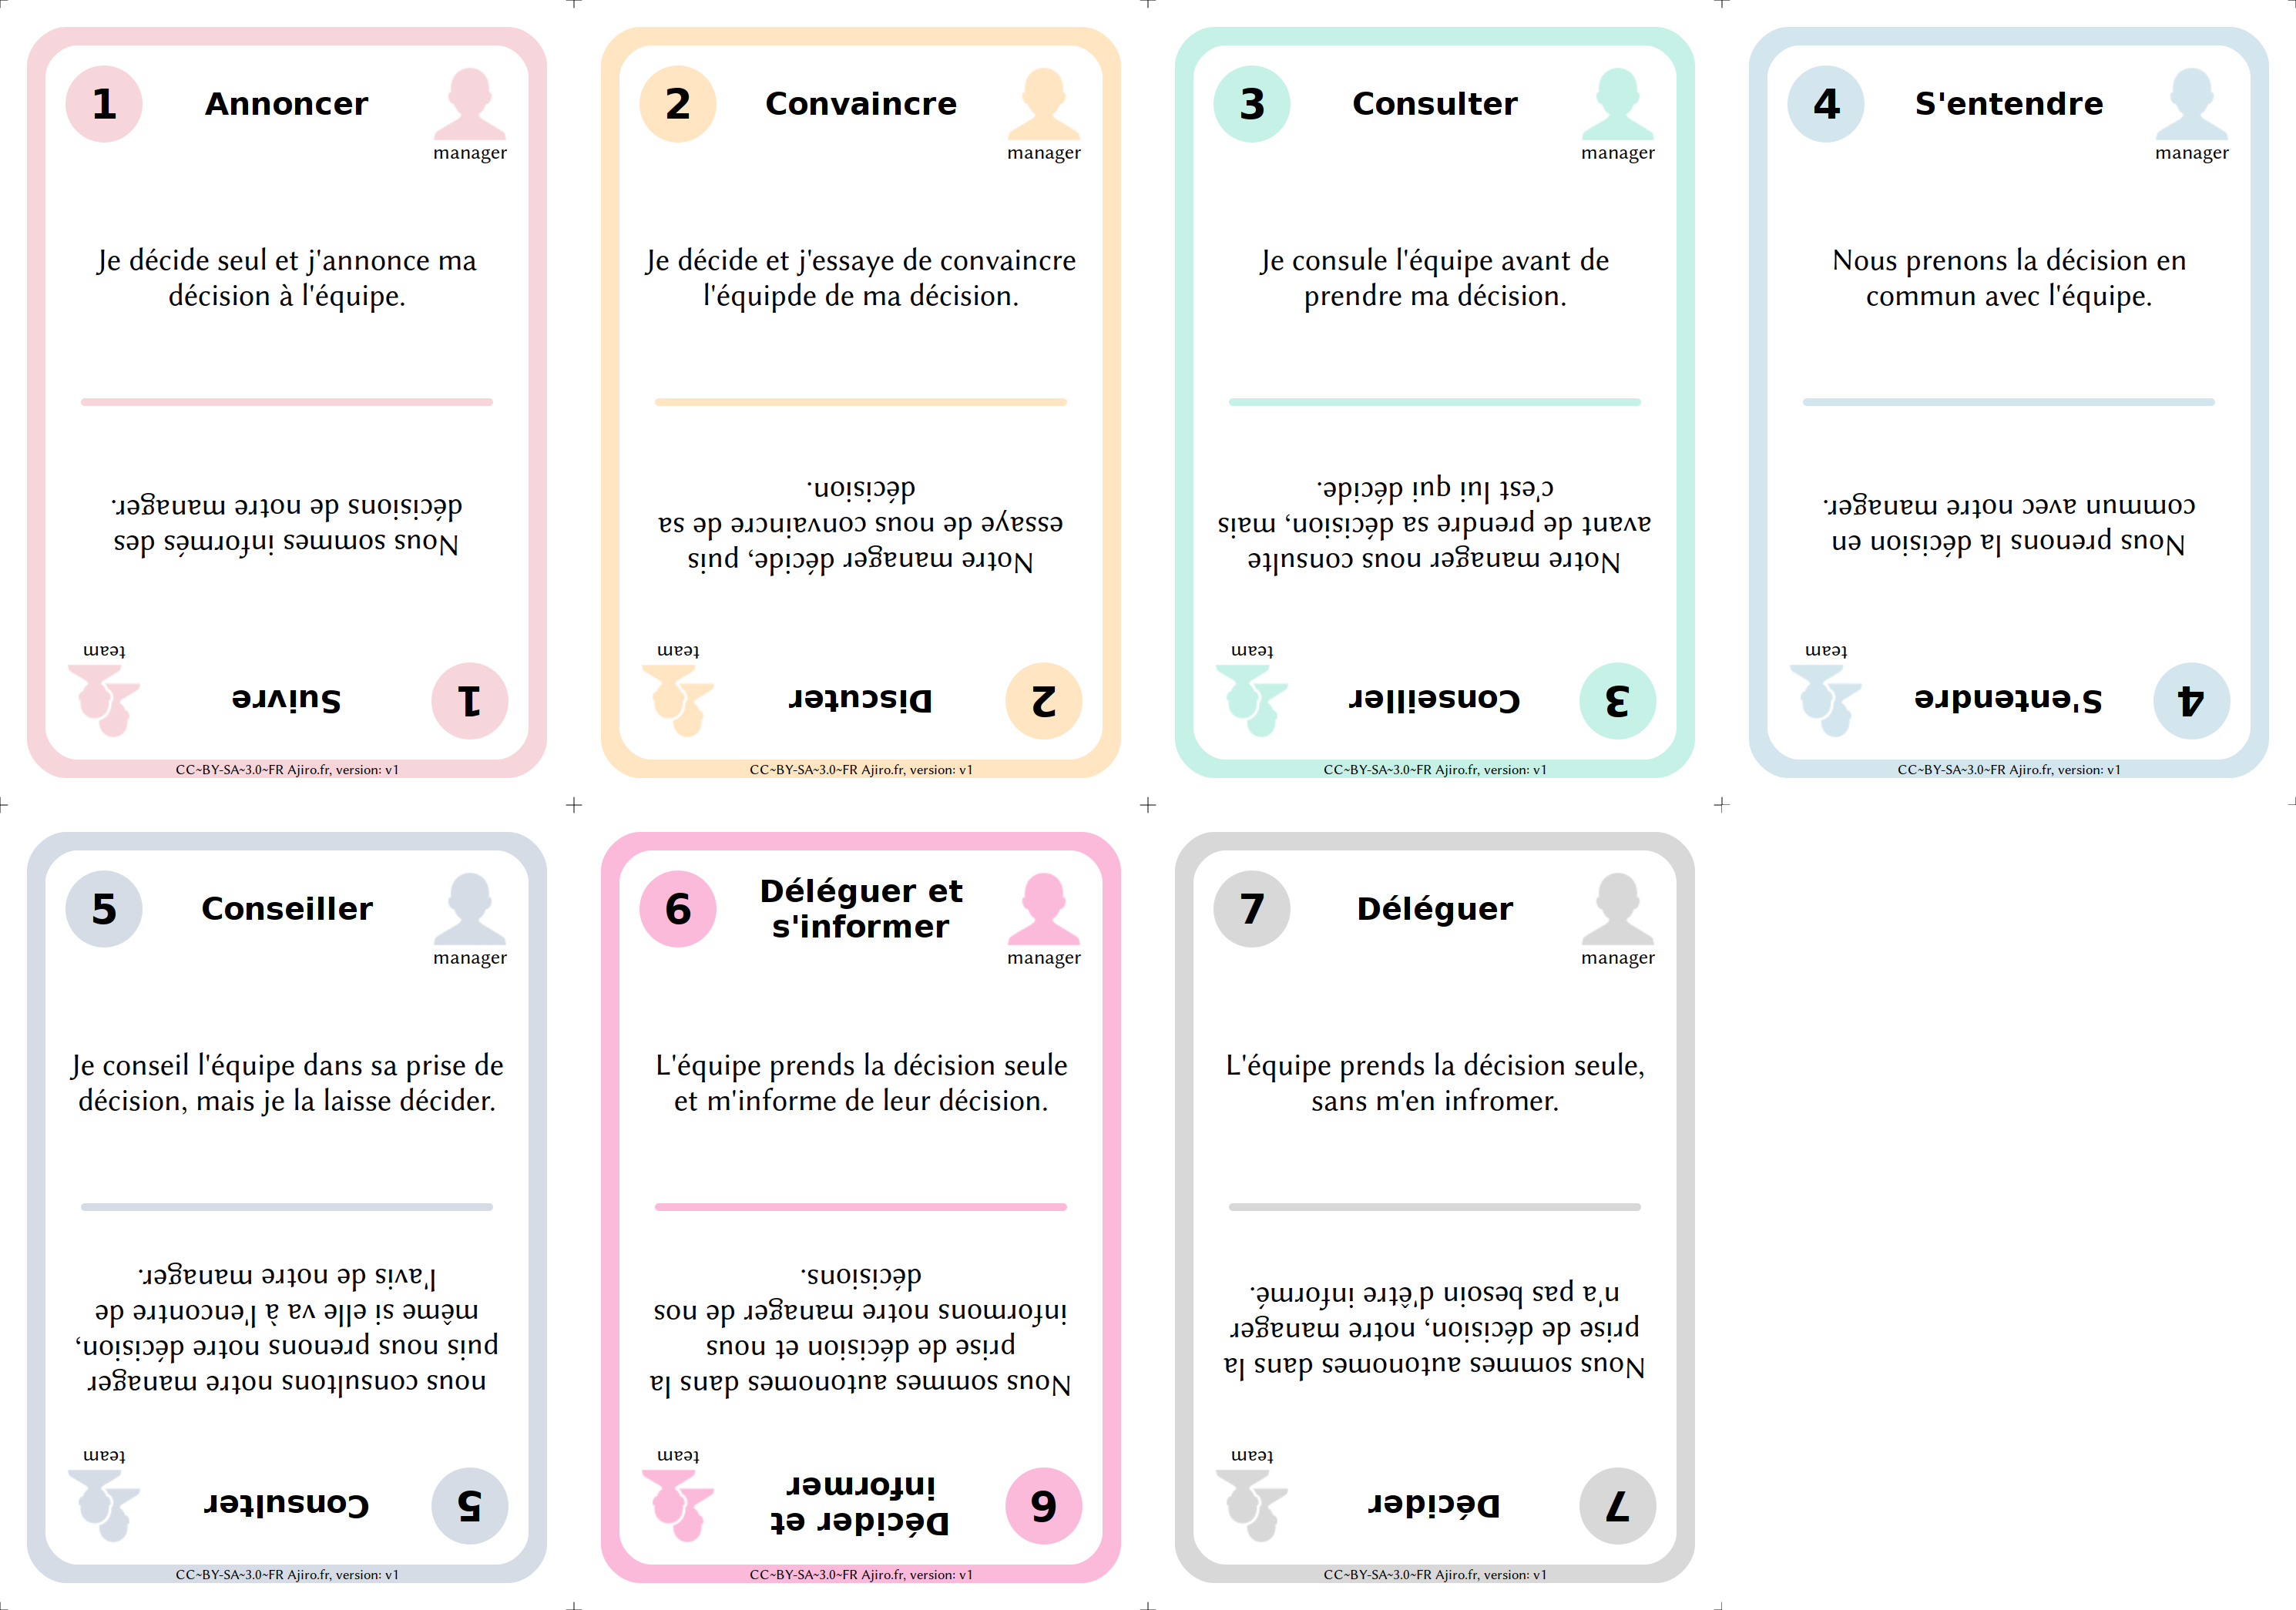 1
Annoncer
manager
Je décide seul et j'annonce ma
décision à l'équipe.
Nous sommes informés des
décisions de notre manager.
team
Suivre
1
CC~BY-SA~3.0~FR Ajiro.fr, version: v1
2
Convaincre
manager
Je décide et j'essaye de convaincre
l'équipde de ma décision.
Notre manager décide, puis
essaye de nous convaincre de sa
décision.
team
Discuter
2
CC~BY-SA~3.0~FR Ajiro.fr, version: v1
3
Consulter
manager
Je consule l'équipe avant de
prendre ma décision.
Notre manager nous consulte
avant de prendre sa décision, mais
c'est lui qui décide.
team
Conseiller
3
CC~BY-SA~3.0~FR Ajiro.fr, version: v1
4
S'entendre
manager
Nous prenons la décision en
commun avec l'équipe.
Nous prenons la décision en
commun avec notre manager.
team
S'entendre
4
CC~BY-SA~3.0~FR Ajiro.fr, version: v1
5
Conseiller
manager
Je conseil l'équipe dans sa prise de
décision, mais je la laisse décider.
nous consultons notre manager
puis nous prenons notre décision,
même si elle va à l'encontre de
l'avis de notre manager.
team
Consulter
5
CC~BY-SA~3.0~FR Ajiro.fr, version: v1
6
Déléguer et
s'informer
manager
L'équipe prends la décision seule
et m'informe de leur décision.
Nous sommes autonomes dans la
prise de décision et nous
informons notre manager de nos
décisions.
team
Décider et
informer
6
CC~BY-SA~3.0~FR Ajiro.fr, version: v1
7
Déléguer
manager
L'équipe prends la décision seule,
sans m'en infromer.
Nous sommes autonomes dans la
prise de décision, notre manager
n'a pas besoin d'être informé.
team
Décider
7
CC~BY-SA~3.0~FR Ajiro.fr, version: v1